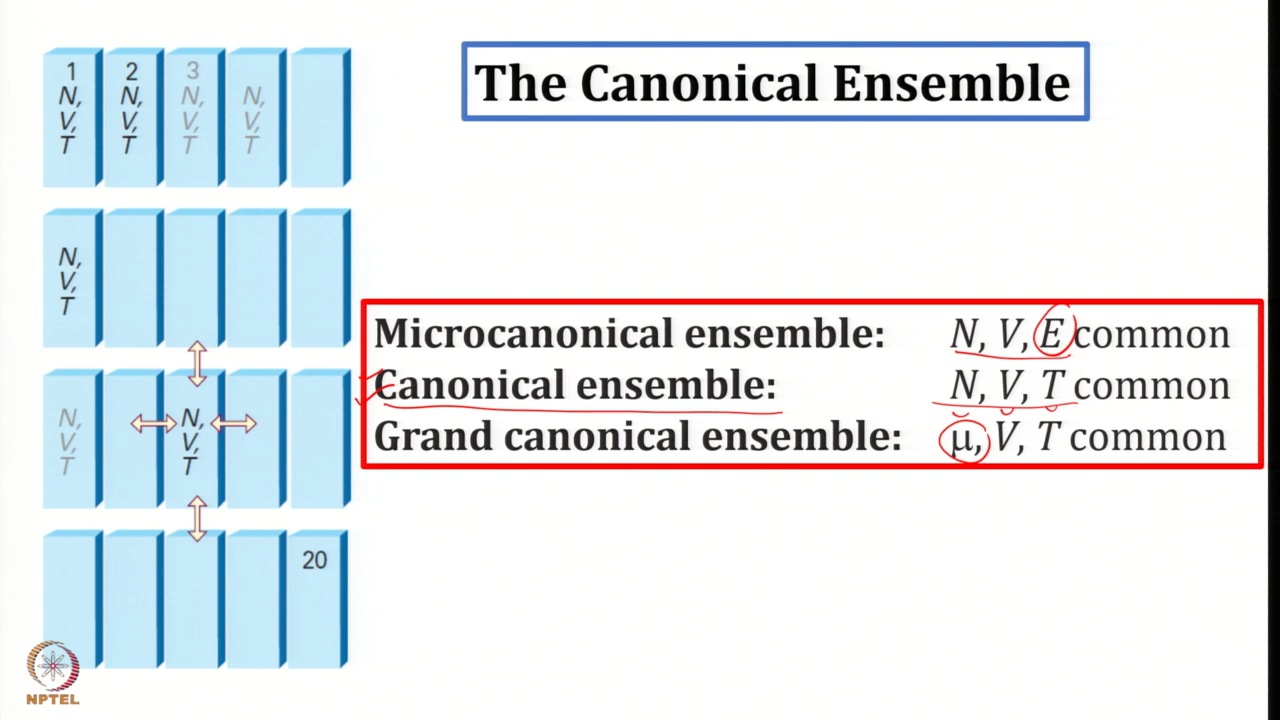 The Canonical Ensemble
1 2 3
N, N, N, N,
V, V, V, V,
T T T T
N,
V,
T
Microcanonical ensemble: N, V, E common
Canonical ensemble: N, V, T common
Grand canonical ensemble: μ, V, T common
N, N,
V, V,
T T
20
NPTEL